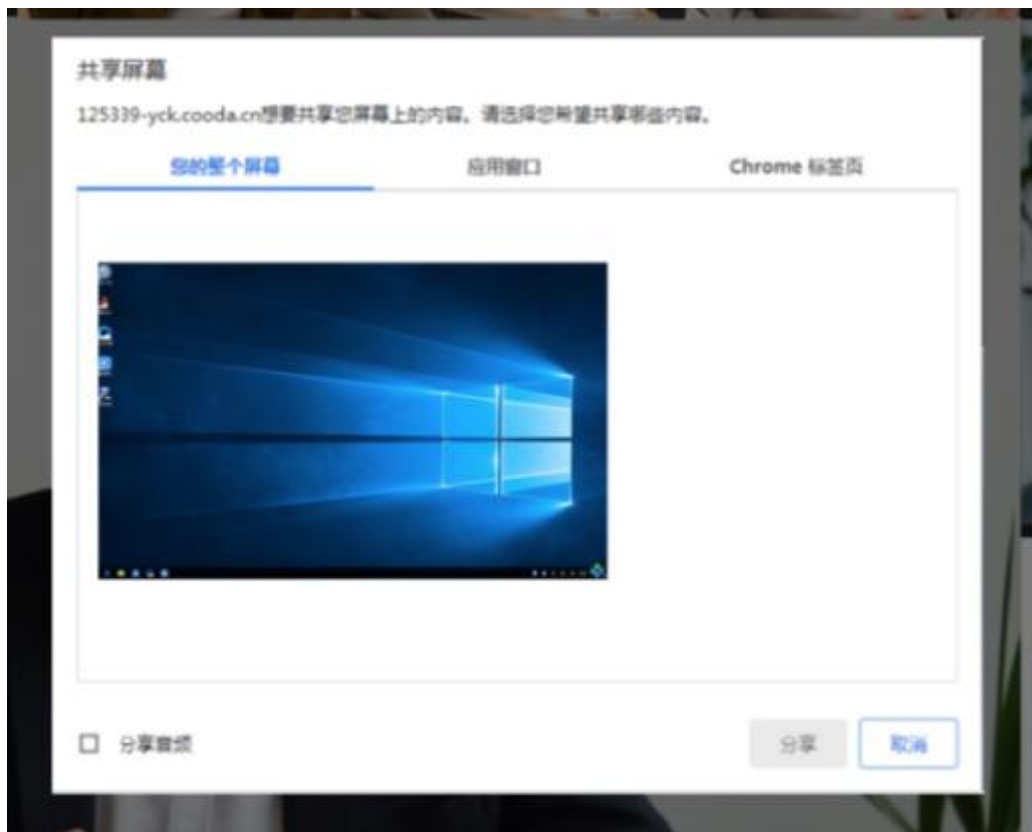 共享屏幕
125339-yck.cooda.cn想要共享您屏幕上的内容。请选择您希望共享哪些内容。
您的整个屏幕
应用窗口
Chrome 标签页
分享音频
分享
取消